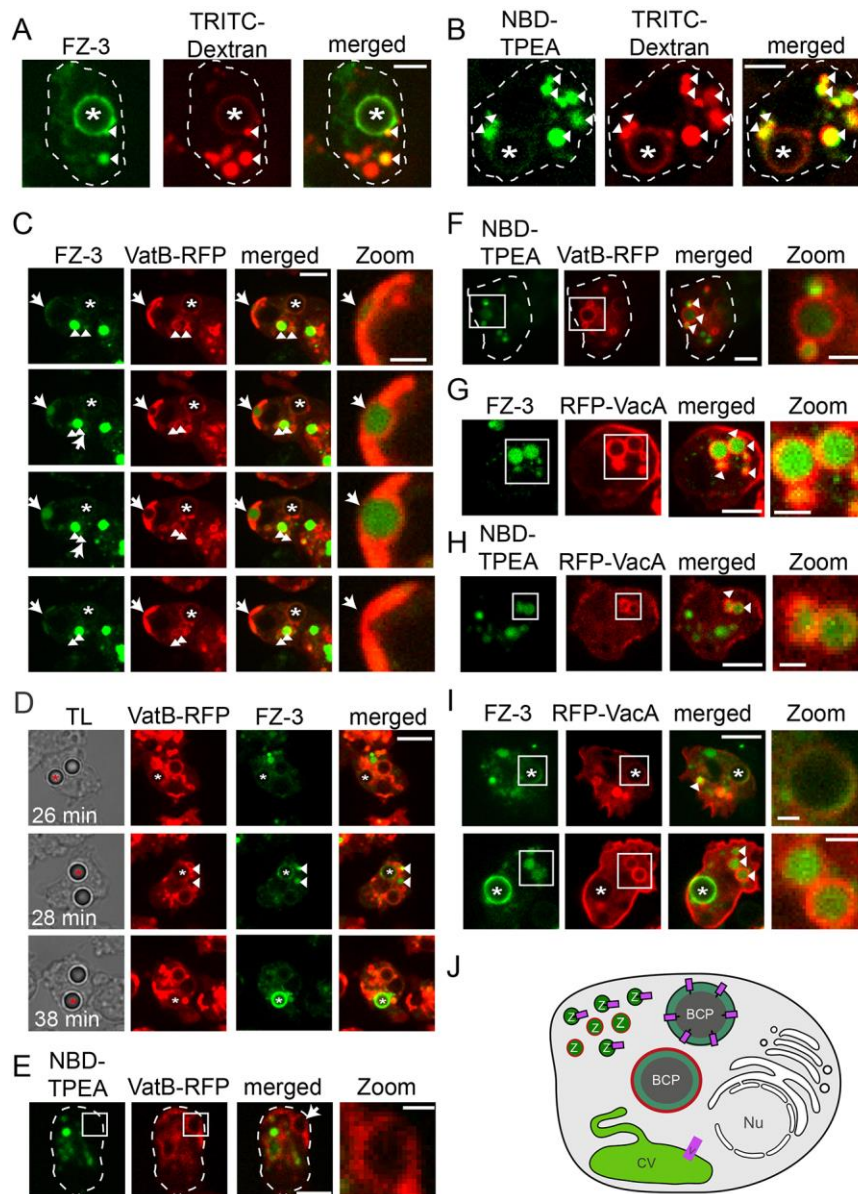 A
FZ-3
TRITC-
Dextran
merged
B
NBD-
TPEA
TRITC-
Dextran
merged
C
FZ-3
VatB-RFP
merged
Zoom
D
TL
VatB-RFP
FZ-3
merged
26 min
28 min
38 min
E
NBD-
TPEA
VatB-RFP
merged
Zoom
F
NBD-
TPEA
VatB-RFP
merged
Zoom
G
FZ-3
RFP-VacA
merged
Zoom
H
NBD-
TPEA
RFP-VacA
merged
Zoom
I
FZ-3
RFP-VacA
merged
Zoom
J
Z
Z
Z
Z
Z
Z
Z
BCP
BCP
Nu
CV